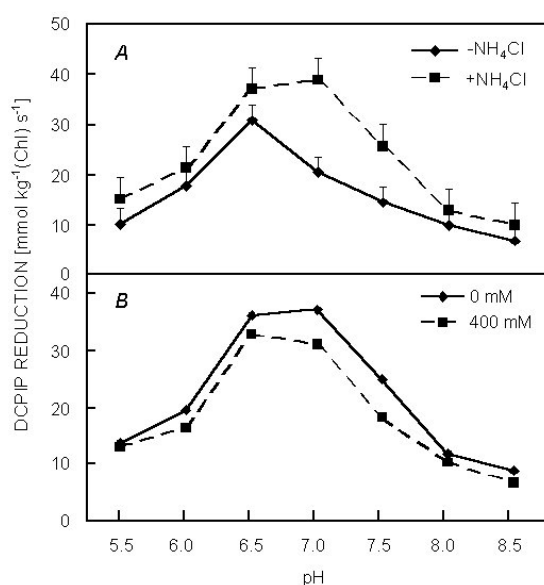 50
A
-NH₄Cl
+NH₄Cl
40
30
20
10
0
DCPIP REDUCTION [mmol kg⁻¹(Chl) s⁻¹]
B
0 mM
400 mM
40
30
20
10
0
5.5 6.0 6.5 7.0 7.5 8.0 8.5
pH